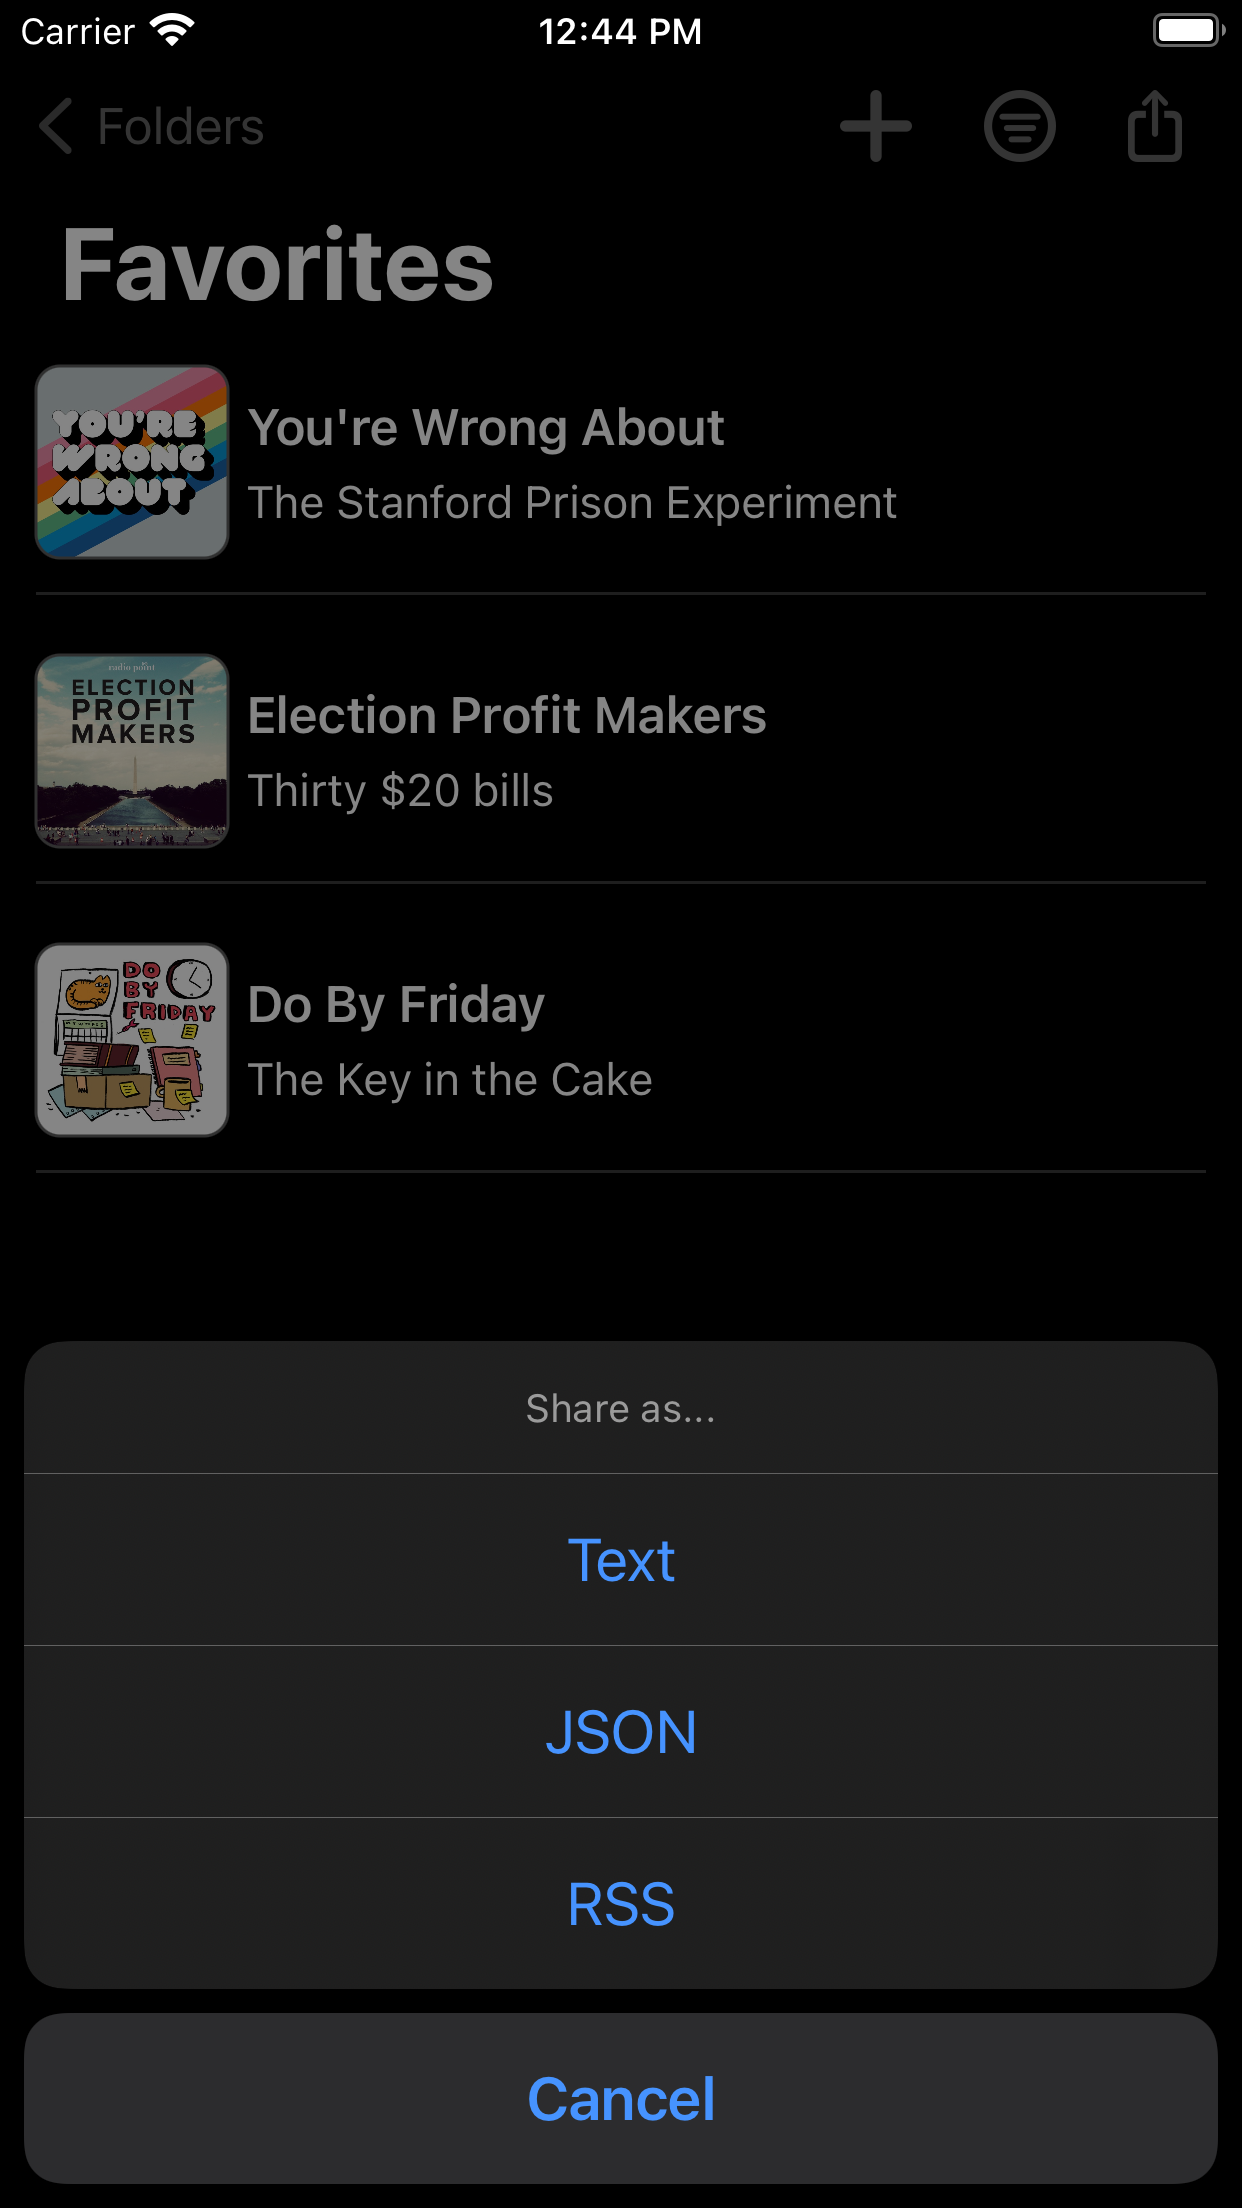 Carrier
12:44 PM
Folders
Favorites
YOU'RE
WRONG
ABOUT
You're Wrong About
The Stanford Prison Experiment
radio point
ELECTION
PROFIT
MAKERS
Election Profit Makers
Thirty $20 bills
DO
BY
FRIDAY
Do By Friday
The Key in the Cake
Share as...
Text
JSON
RSS
Cancel